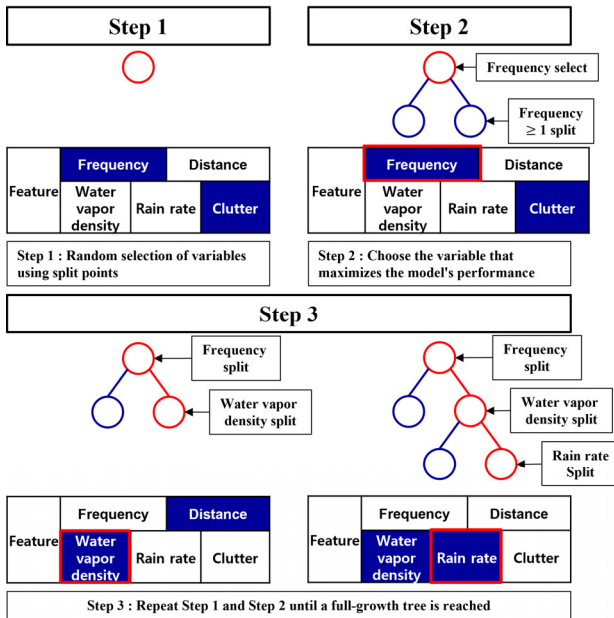 Step 1
Step 2
Frequency select
Frequency
≥ 1 split
Feature
Frequency
Distance
Water
vapor
density
Rain rate
Clutter
Feature
Frequency
Distance
Water
vapor
density
Rain rate
Clutter
Step 1 : Random selection of variables
using split points
Step 2 : Choose the variable that
maximizes the model's performance
Step 3
Frequency
split
Water vapor
density split
Frequency
split
Water vapor
density split
Rain rate
Split
Feature
Frequency
Distance
Water
vapor
density
Rain rate
Clutter
Feature
Frequency
Distance
Water
vapor
density
Rain rate
Clutter
Step 3 : Repeat Step 1 and Step 2 until a full-growth tree is reached